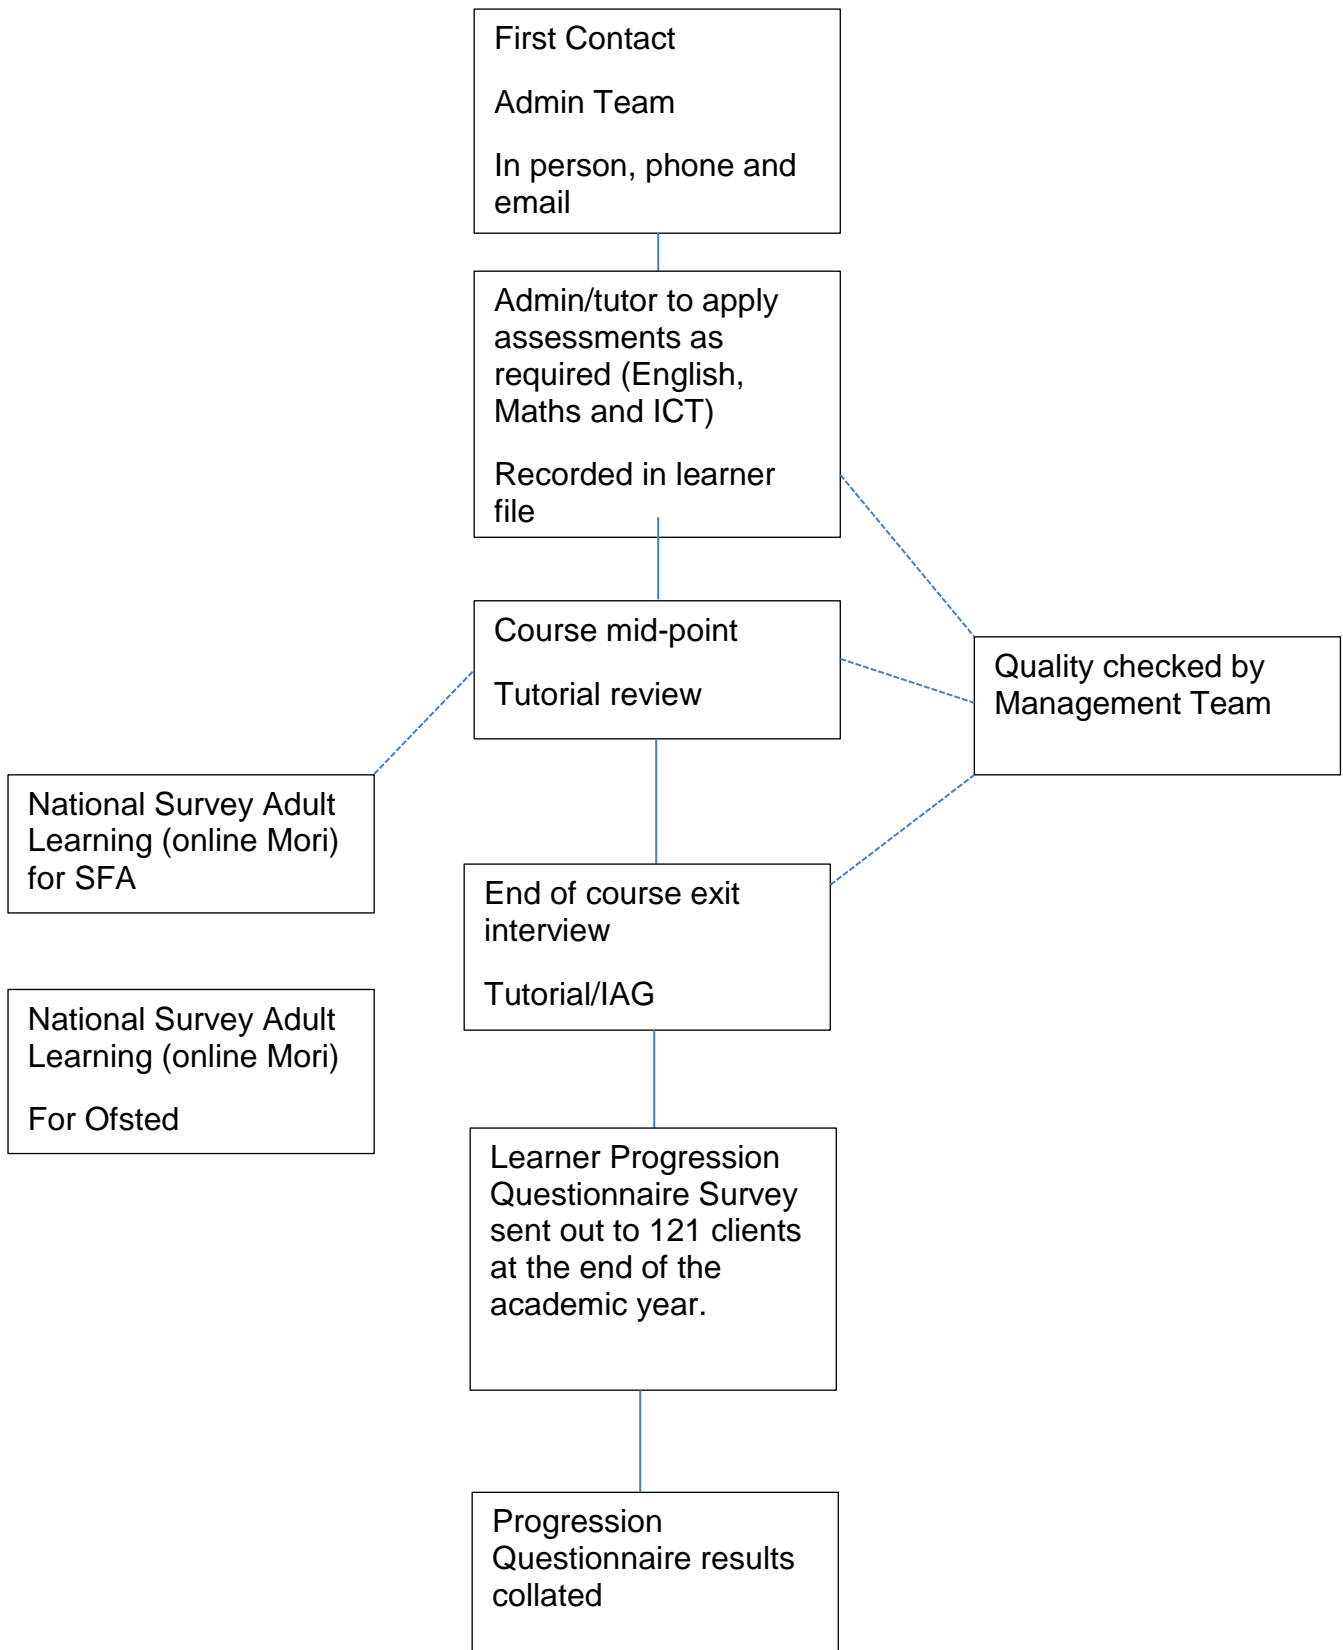 First Contact
Admin Team
In person, phone and
email
Admin/tutor to apply
assessments as
required (English,
Maths and ICT)
Recorded in learner
file
Course mid-point
Tutorial review
Quality checked by
Management Team
National Survey Adult
Learning (online Mori)
for SFA
End of course exit
interview
Tutorial/IAG
National Survey Adult
Learning (online Mori)
For Ofsted
Learner Progression
Questionnaire Survey
sent out to 121 clients
at the end of the
academic year.
Progression
Questionnaire results
collated